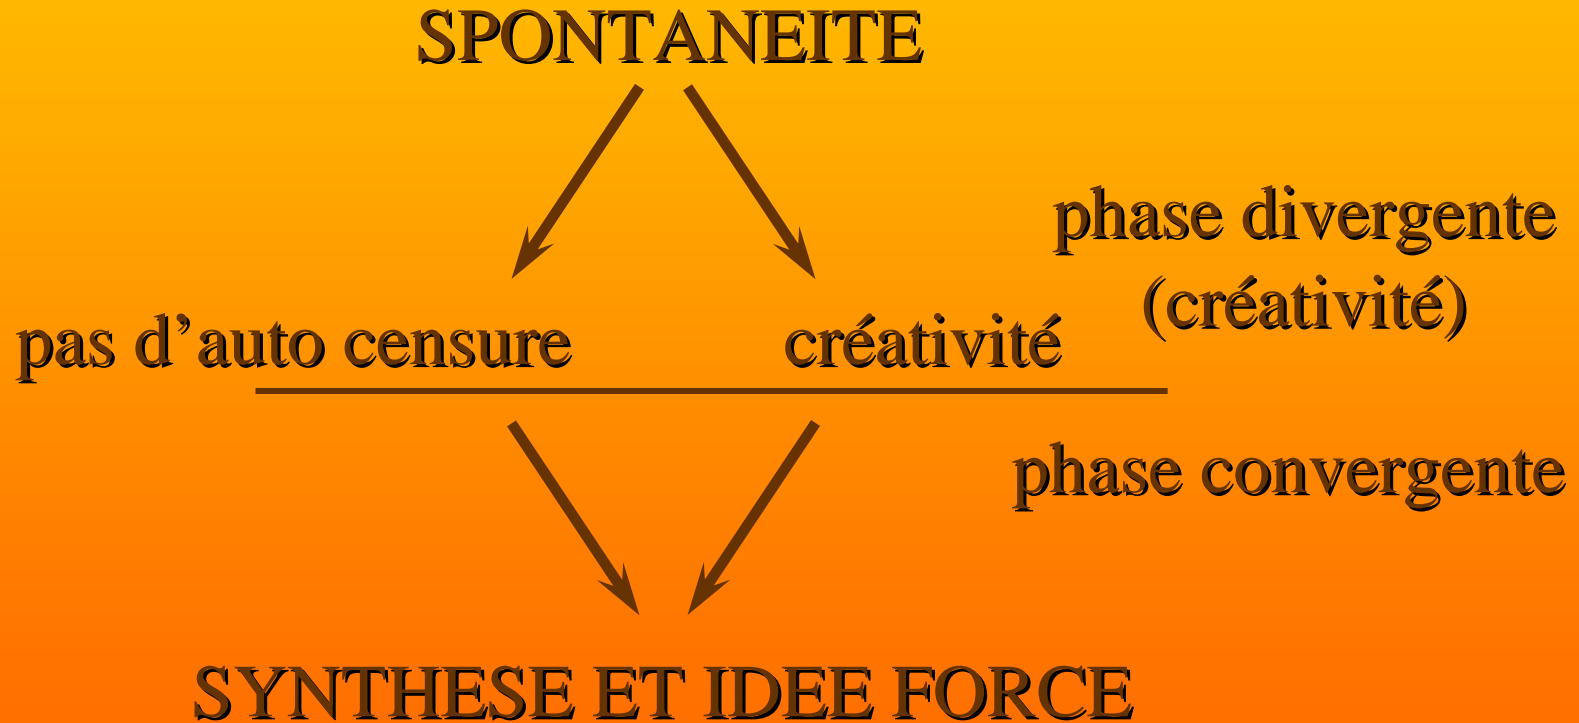 SPONTANEITE
phase divergente
(créativité)
pas d’auto censure
créativité
phase convergente
SYNTHESE ET IDEE FORCE